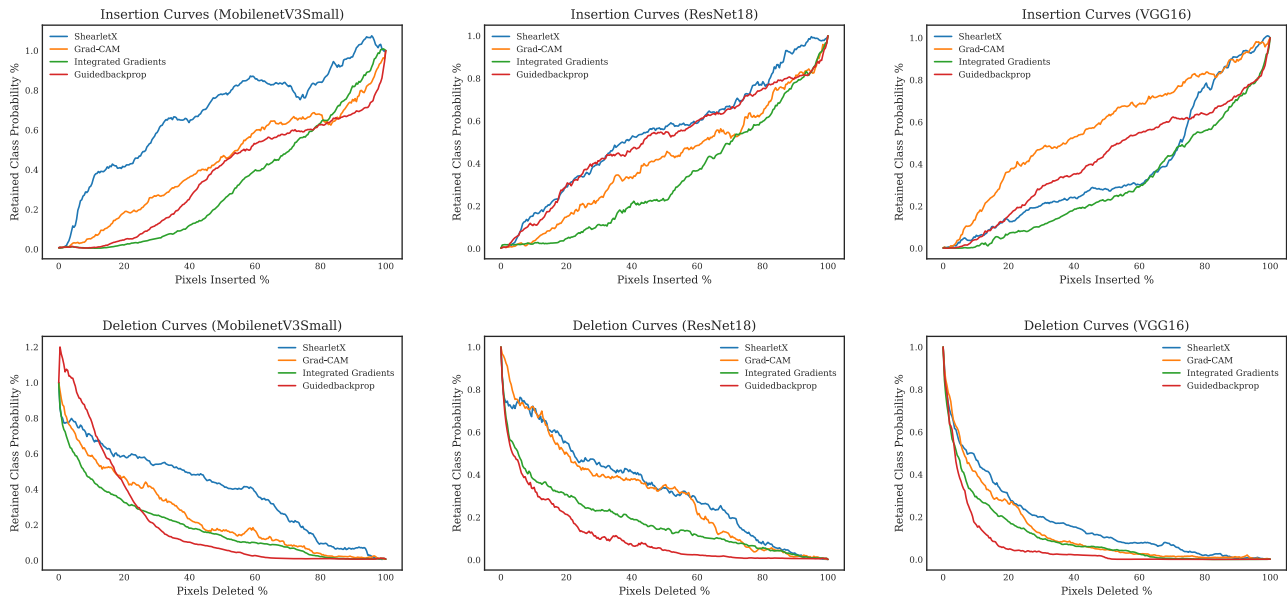 Insertion Curves (MobilenetV3Small)
Retained Class Probability %
1.0
0.8
0.6
0.4
0.2
0.0
ShearletX
Grad-CAM
Integrated Gradients
Guidedbackprop
0 20 40 60 80 100
Pixels Inserted %
Insertion Curves (ResNet18)
Retained Class Probability %
1.0
0.8
0.6
0.4
0.2
0.0
ShearletX
Grad-CAM
Integrated Gradients
Guidedbackprop
0 20 40 60 80 100
Pixels Inserted %
Insertion Curves (VGG16)
Retained Class Probability %
1.0
0.8
0.6
0.4
0.2
0.0
ShearletX
Grad-CAM
Integrated Gradients
Guidedbackprop
0 20 40 60 80 100
Pixels Inserted %
Deletion Curves (MobilenetV3Small)
Retained Class Probability %
1.2
1.0
0.8
0.6
0.4
0.2
0.0
ShearletX
Grad-CAM
Integrated Gradients
Guidedbackprop
0 20 40 60 80 100
Pixels Deleted %
Deletion Curves (ResNet18)
Retained Class Probability %
1.0
0.8
0.6
0.4
0.2
0.0
ShearletX
Grad-CAM
Integrated Gradients
Guidedbackprop
0 20 40 60 80 100
Pixels Deleted %
Deletion Curves (VGG16)
Retained Class Probability %
1.0
0.8
0.6
0.4
0.2
0.0
ShearletX
Grad-CAM
Integrated Gradients
Guidedbackprop
0 20 40 60 80 100
Pixels Deleted %